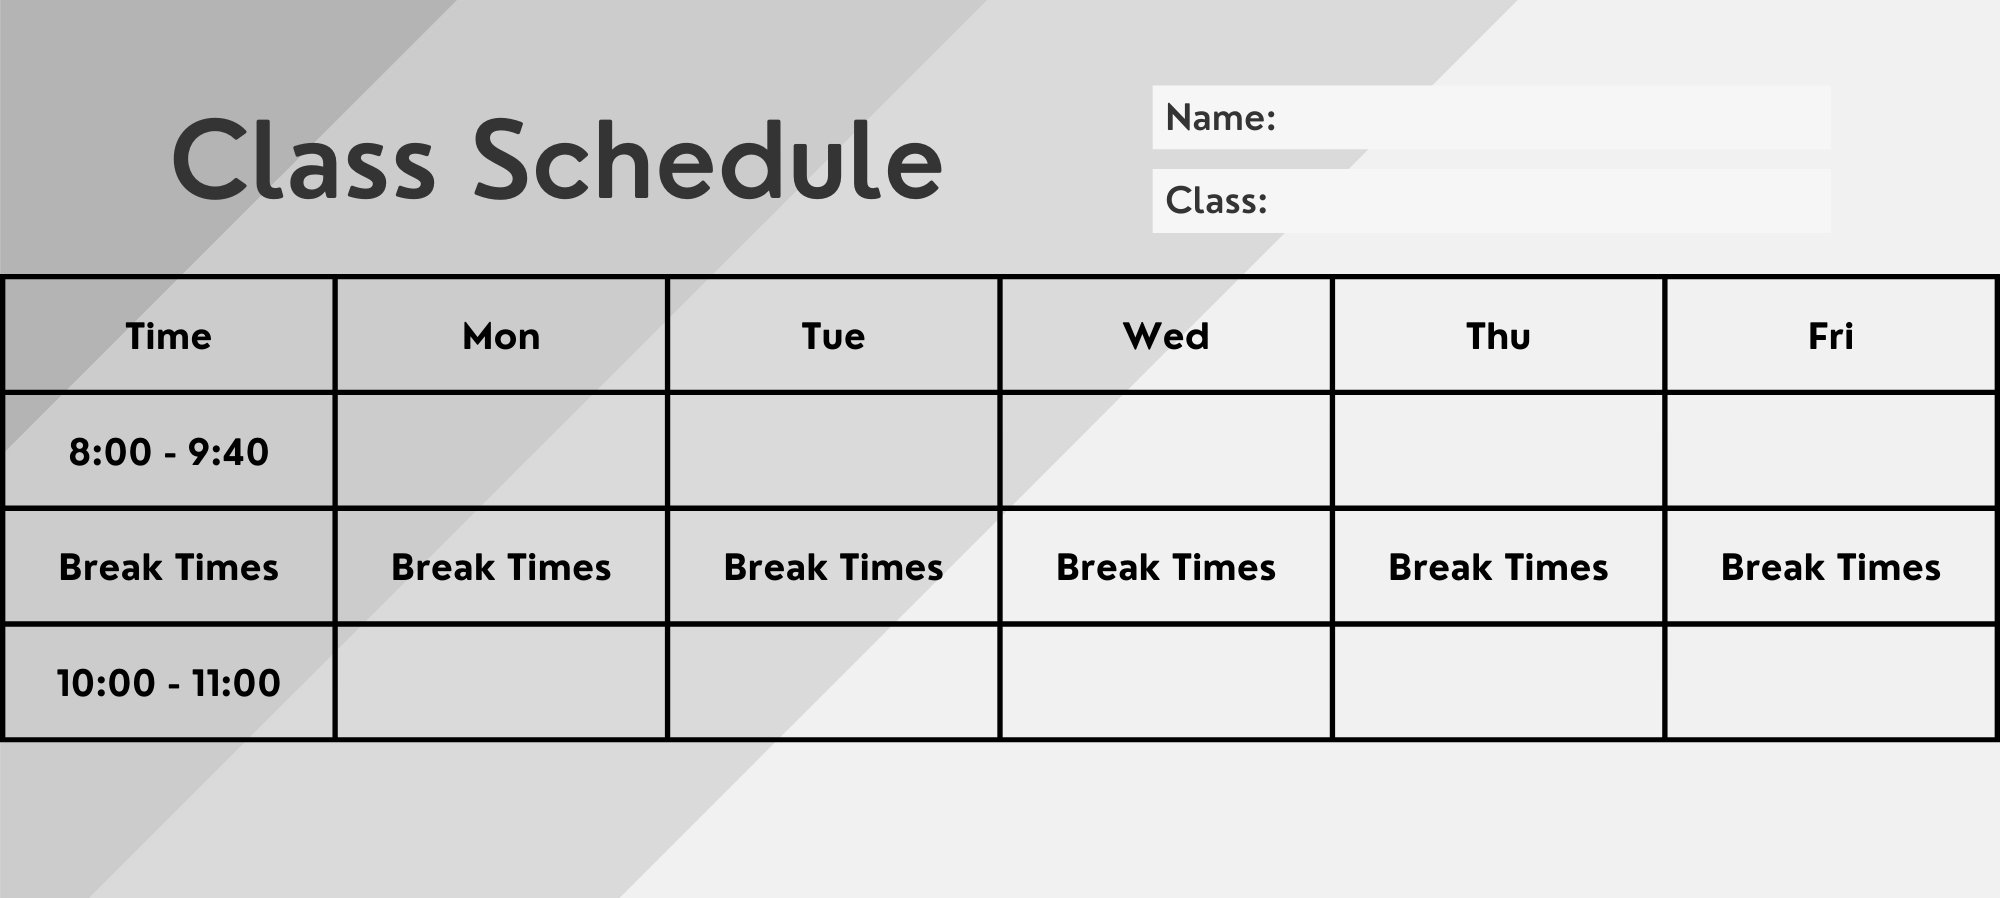 Class Schedule
Name:
Class:
Time Mon Tue Wed Thu Fri
8:00 - 9:40
Break Times Break Times Break Times Break Times Break Times Break Times
10:00 - 11:00